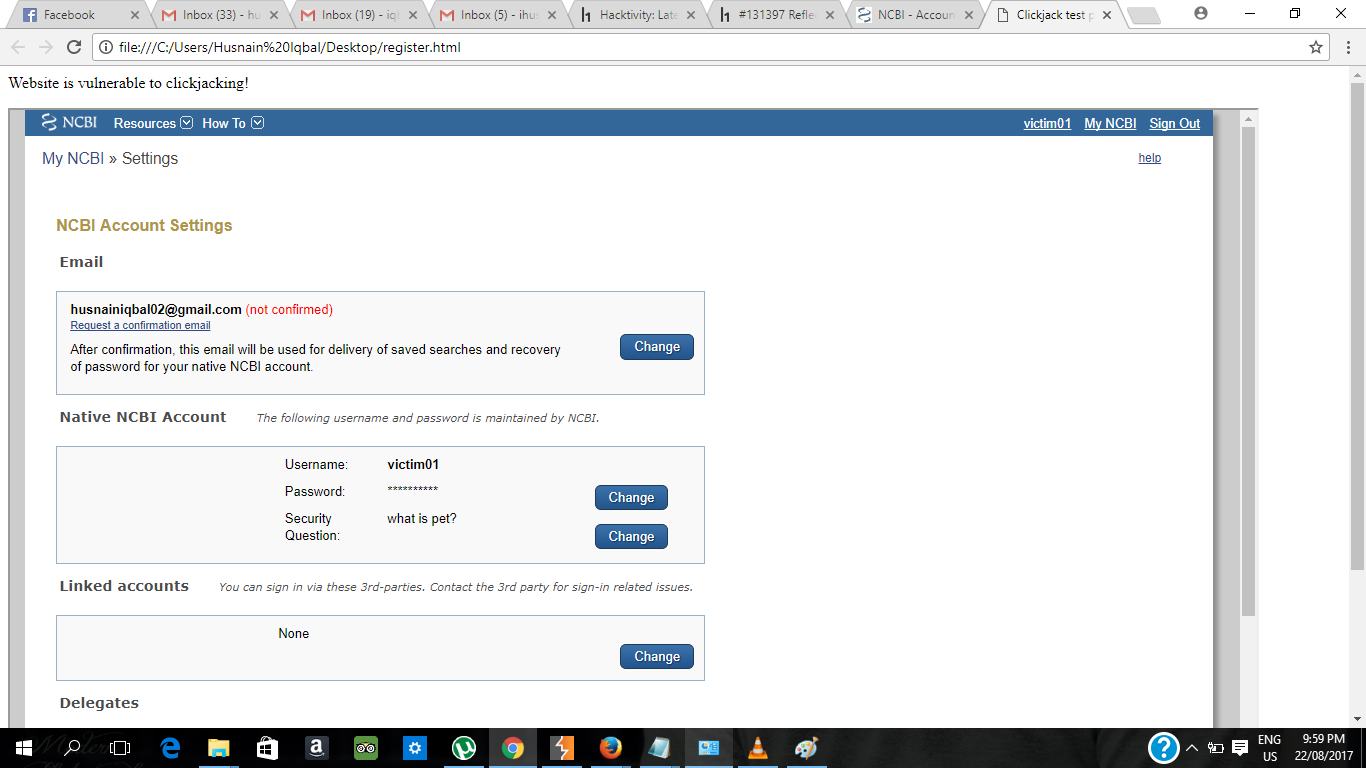 Facebook
Inbox (33) - hu
Inbox (19) - iq
Inbox (5) - ihus
Hacktivity: Late
#131397 Refle
NCBI - Accoun
Clickjack test p
file:///C:/Users/Husnain%20Iqbal/Desktop/register.html
Website is vulnerable to clickjacking!
NCBI Resources How To victim01 My NCBI Sign Out
My NCBI » Settings help
NCBI Account Settings
Email
husnainiqbal02@gmail.com (not confirmed)
Request a confirmation email
After confirmation, this email will be used for delivery of saved searches and recovery
of password for your native NCBI account.
Change
Native NCBI Account The following username and password is maintained by NCBI.
Username: victim01
Password: **********
Change
Security what is pet?
Question:
Change
Linked accounts You can sign in via these 3rd-parties. Contact the 3rd party for sign-in related issues.
None
Change
Delegates
ENG
US
9:59 PM
22/08/2017